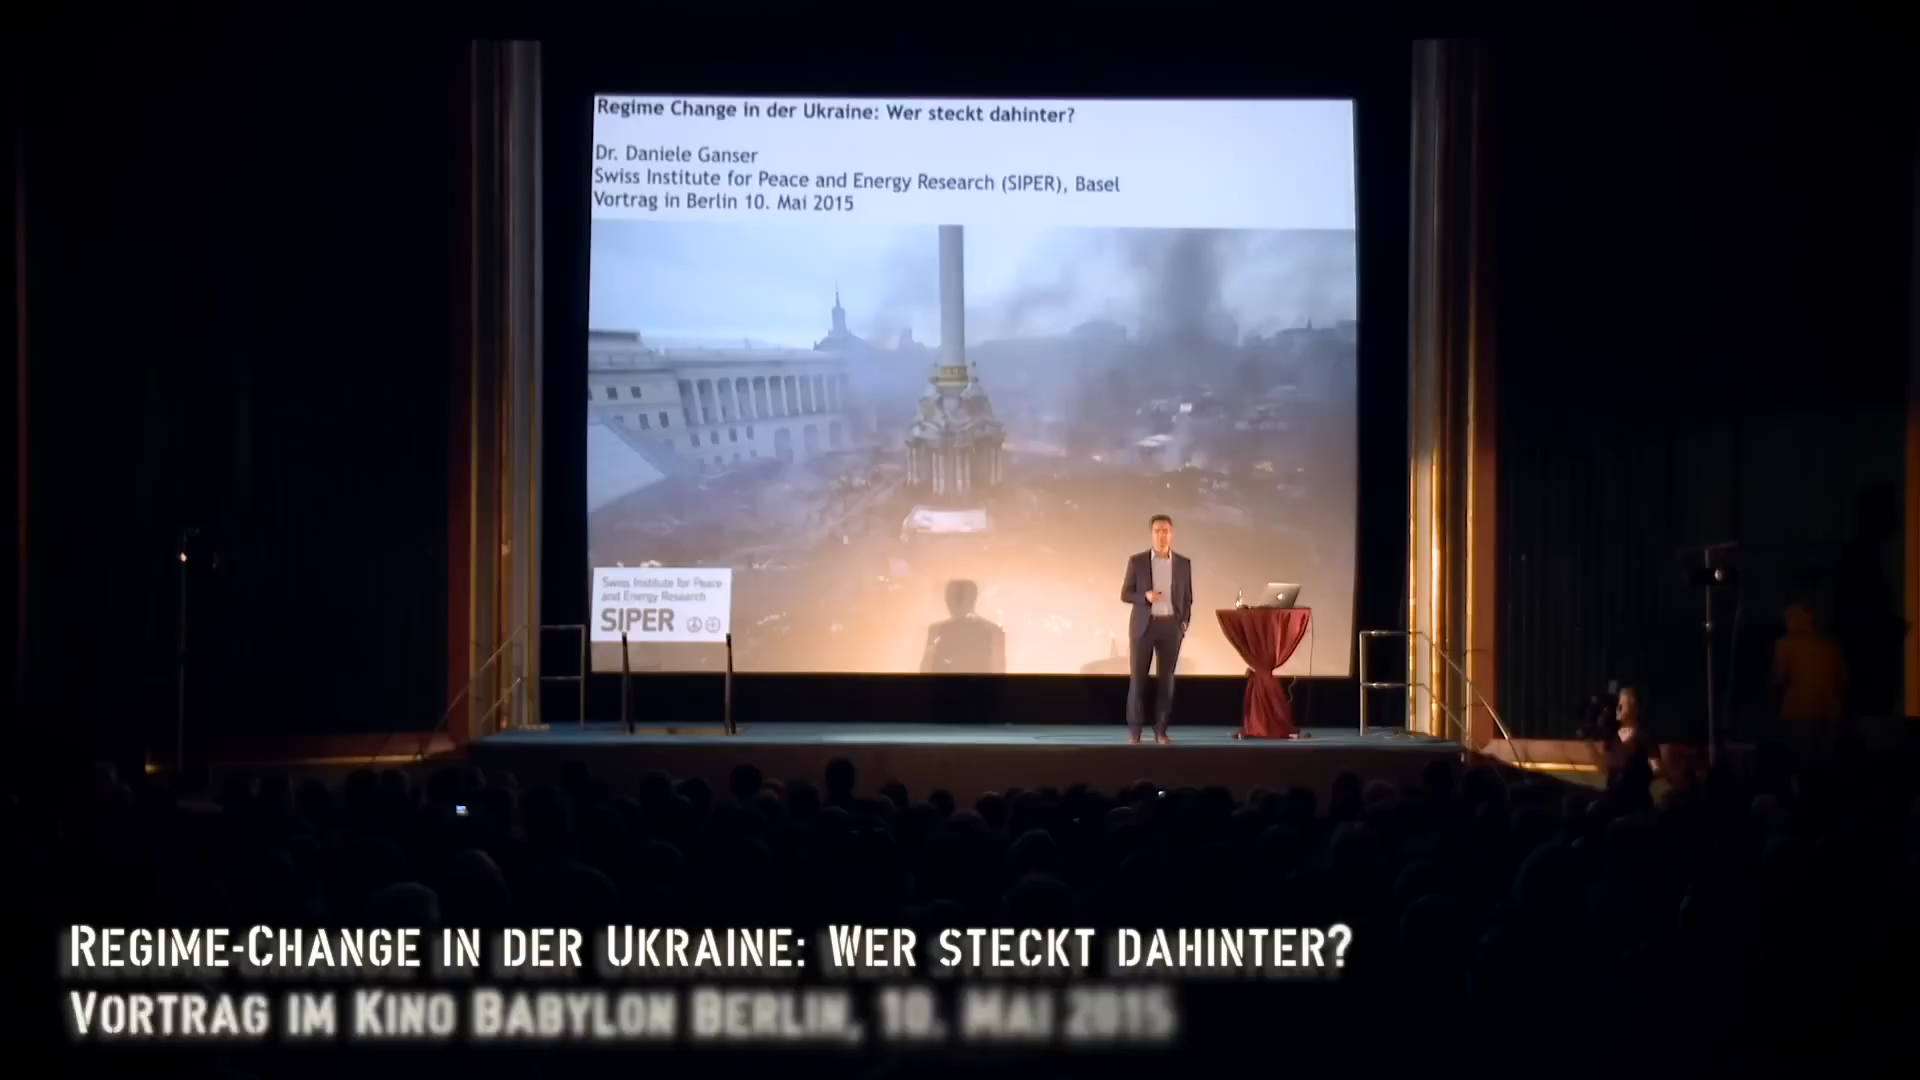 Regime Change in der Ukraine: Wer steckt dahinter?
Dr. Daniele Ganser
Swiss Institute for Peace and Energy Research (SIPER), Basel
Vortrag in Berlin 10. Mai 2015
Swiss Institute for Peace
and Energy Research
SIPER
REGIME-CHANGE IN DER UKRAINE: WER STECKT DAHINTER?
VORTRAG IM KINO BABYLON BERLIN, 10. MAI 2015